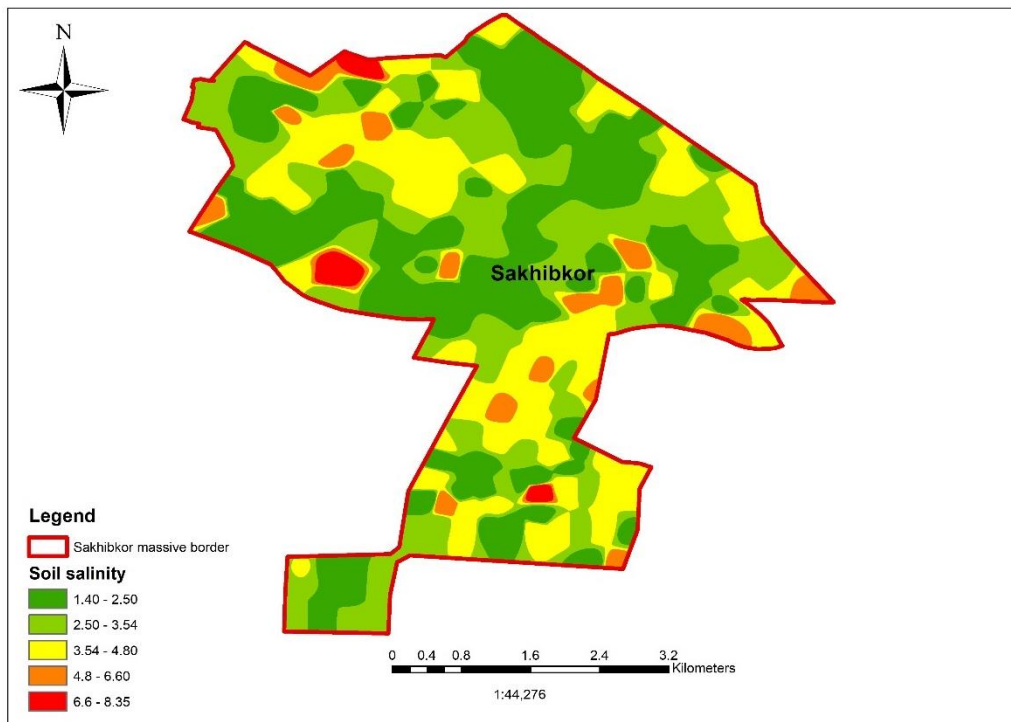 N
Sakhibkor
Legend
Sakhibkor massive border
Soil salinity
1.40 - 2.50
2.50 - 3.54
3.54 - 4.80
4.8 - 6.60
6.6 - 8.35
0 0.4 0.8 1.6 2.4 3.2
Kilometers
1:44,276